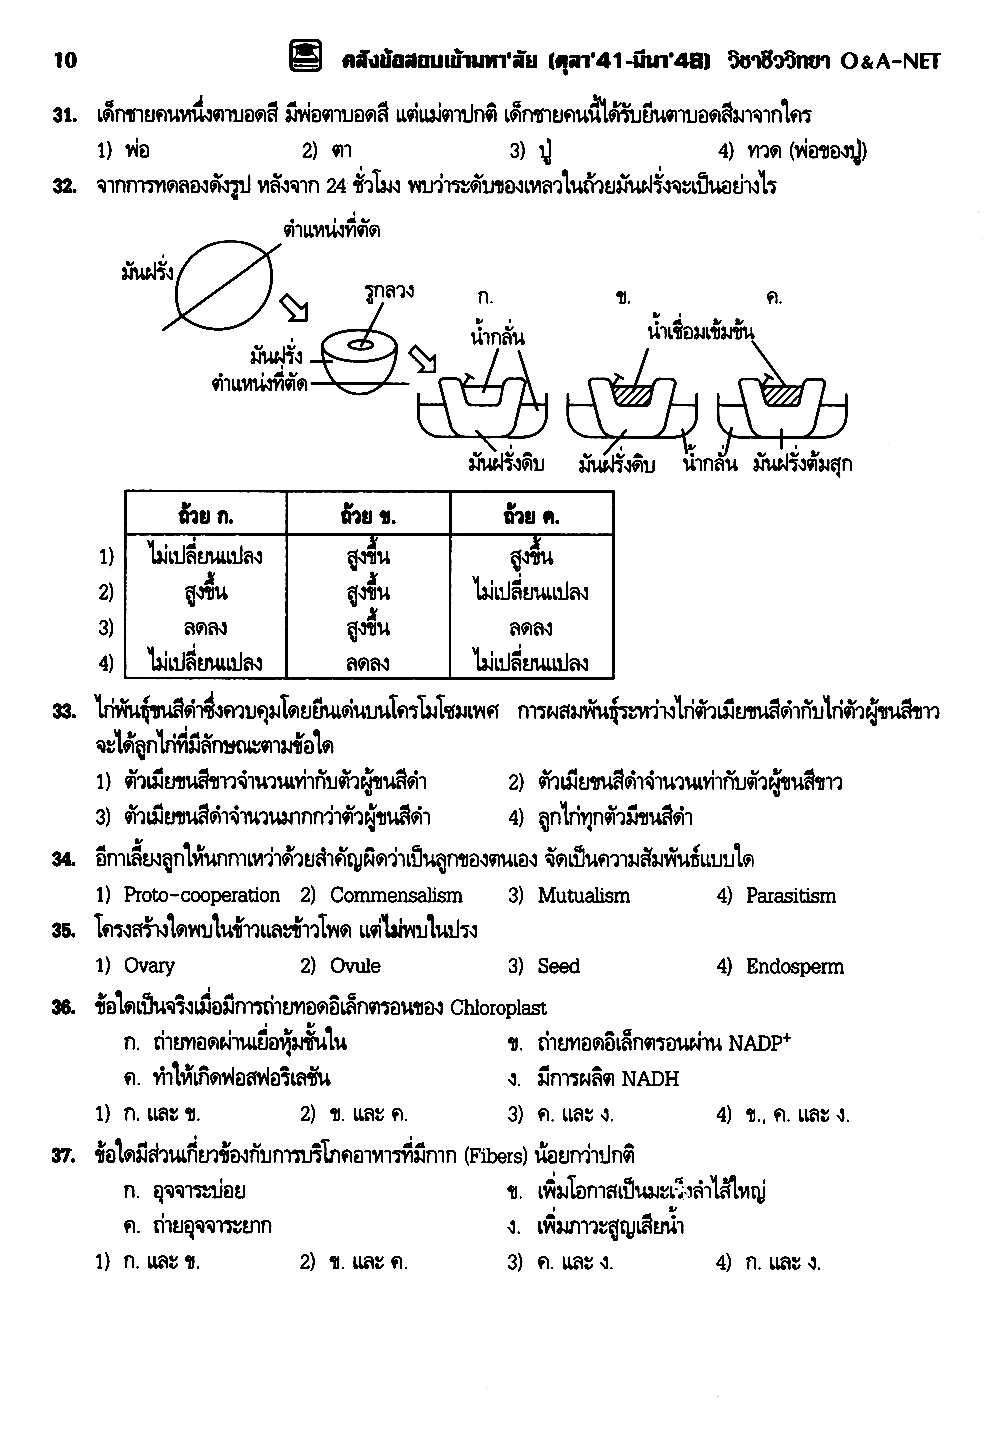 10 คลังข้อสอบเข้ามหา'ลัย (ตุลา'41-มีนา'48) วิชาชีววิทยา O & A-NET
31. เด็กชายคนหนึ่งตาบอดสี มีพ่อตาบอดสี แต่แม่ตาปกติ เด็กชายคนนี้ได้รับยีนตาบอดสีมาจากใคร
1) พ่อ 2) ตา 3) ปู่ 4) ทวด (พ่อของปู่)
32. จากการทดลองดังรูป หลังจาก 24 ชั่วโมง พบว่าระดับของเหลวในถ้วยมันฝรั่งจะเป็นอย่างไร
ตำแหน่งที่ตัด
มันฝรั่ง
รูกลวง ก. ข. ค.
น้ำกลั่น น้ำเชื่อมเข้มข้น
มันฝรั่ง
ตำแหน่งที่ตัด
มันฝรั่งดิบ มันฝรั่งดิบ น้ำกลั่น มันฝรั่งต้มสุก
ถ้วย ก. ถ้วย ข. ถ้วย ค.
1) ไม่เปลี่ยนแปลง สูงขึ้น สูงขึ้น
2) สูงขึ้น สูงขึ้น ไม่เปลี่ยนแปลง
3) ลดลง สูงขึ้น ลดลง
4) ไม่เปลี่ยนแปลง ลดลง ไม่เปลี่ยนแปลง
33. ไก่พันธุ์ขนสีดำซึ่งควบคุมโดยยีนเด่นบนโครโมโซมเพศ การผสมพันธุ์ระหว่างไก่ตัวเมียขนสีดำกับไก่ตัวผู้ขนสีขาว
จะได้ลูกไก่ที่มีลักษณะตามข้อใด
1) ตัวเมียขนสีขาวจำนวนเท่ากับตัวผู้ขนสีดำ 2) ตัวเมียขนสีดำจำนวนเท่ากับตัวผู้ขนสีขาว
3) ตัวเมียขนสีดำจำนวนมากกว่าตัวผู้ขนสีดำ 4) ลูกไก่ทุกตัวมีขนสีดำ
34. อีกาเลี้ยงลูกให้นกกาเหว่าด้วยสำคัญผิดว่าเป็นลูกของตนเอง จัดเป็นความสัมพันธ์แบบใด
1) Proto-cooperation 2) Commensalism 3) Mutualism 4) Parasitism
35. โครงสร้างใดพบในข้าวและข้าวโพด แต่ไม่พบในปรง
1) Ovary 2) Ovule 3) Seed 4) Endosperm
36. ข้อใดเป็นจริงเมื่อมีการถ่ายทอดอิเล็กตรอนของ Chloroplast
ก. ถ่ายทอดผ่านเยื่อหุ้มชั้นใน ข. ถ่ายทอดอิเล็กตรอนผ่าน NADP⁺
ค. ทำให้เกิดฟอสฟอริเลชัน ง. มีการผลิต NADH
1) ก. และ ข. 2) ข. และ ค. 3) ค. และ ง. 4) ข., ค. และ ง.
37. ข้อใดมีส่วนเกี่ยวข้องกับการบริโภคอาหารที่มีกาก (Fibers) น้อยกว่าปกติ
ก. อุจจาระบ่อย ข. เพิ่มโอกาสเป็นมะเร็งลำไส้ใหญ่
ค. ถ่ายอุจจาระยาก ง. เพิ่มภาวะสูญเสียน้ำ
1) ก. และ ข. 2) ข. และ ค. 3) ค. และ ง. 4) ก. และ ง.